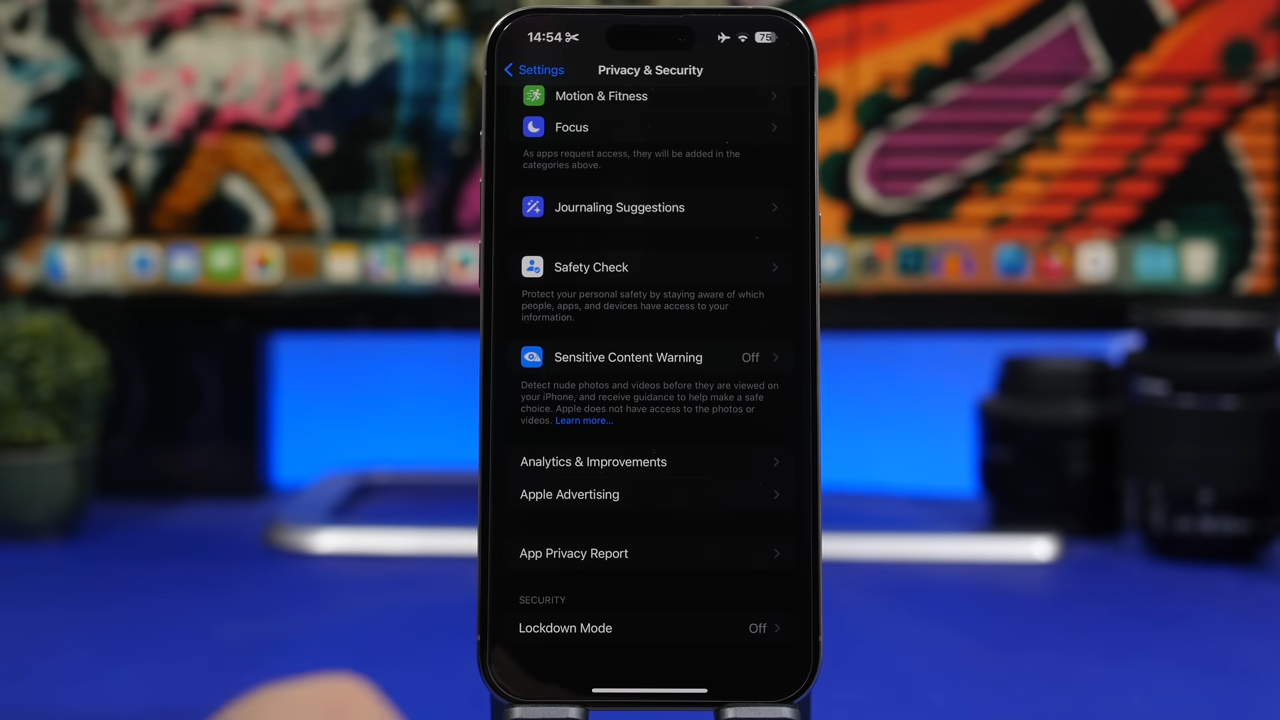 14:54
75
Settings
Privacy & Security
Motion & Fitness
Focus
As apps request access, they will be added in the
categories above.
Journaling Suggestions
Safety Check
Protect your personal safety by staying aware of which
people, apps, and devices have access to your
information.
Sensitive Content Warning Off
Detect nude photos and videos before they are viewed on
your iPhone, and receive guidance to help make a safe
choice. Apple does not have access to the photos or
videos. Learn more...
Analytics & Improvements
Apple Advertising
App Privacy Report
SECURITY
Lockdown Mode Off